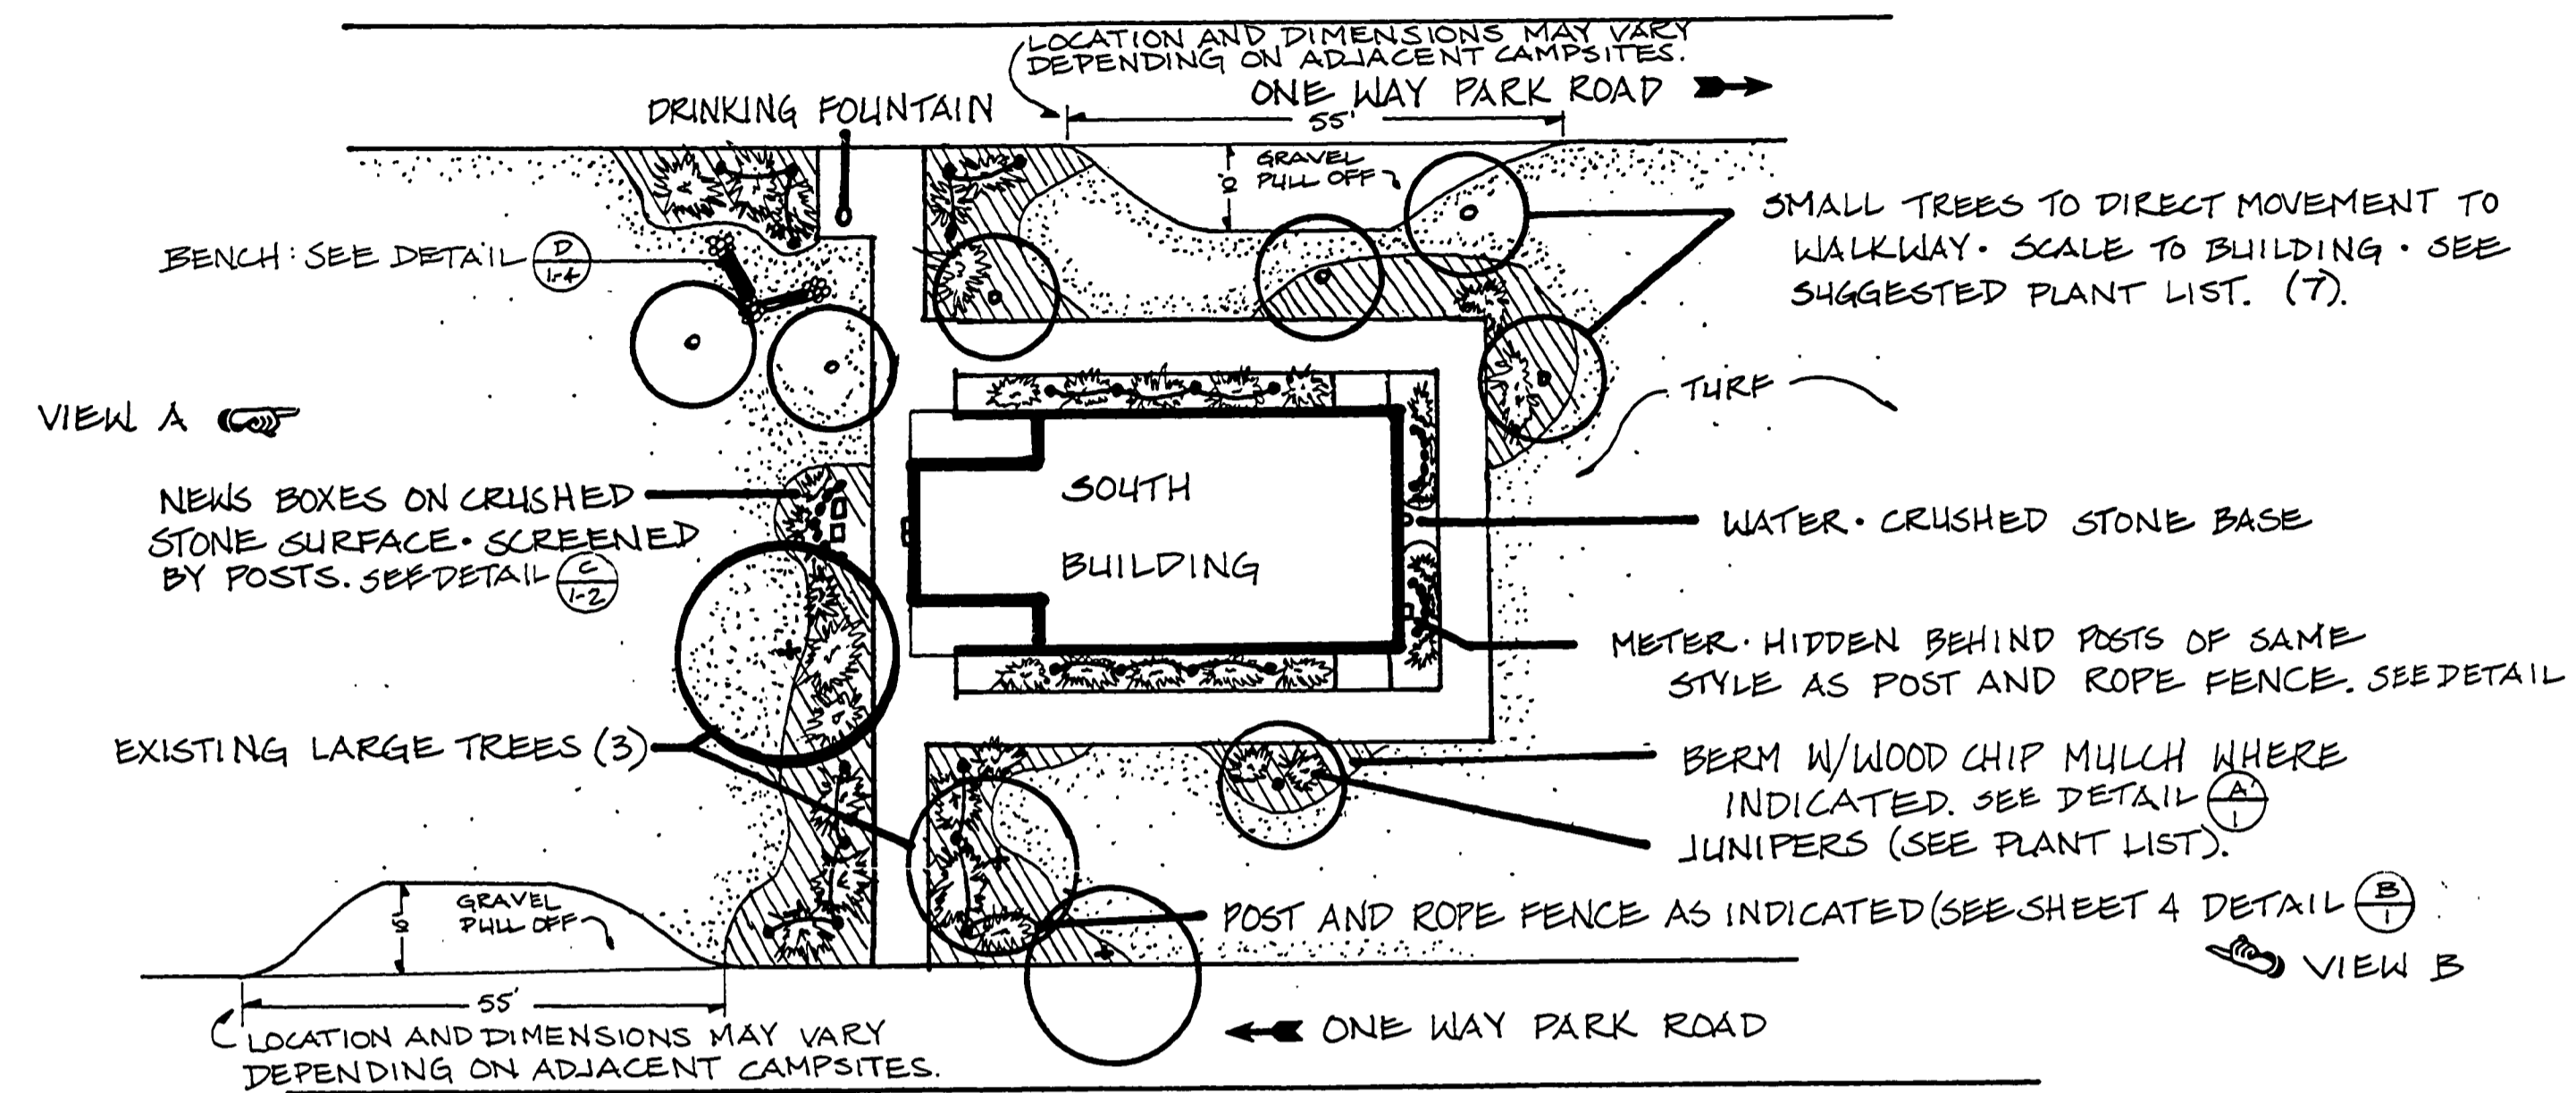 LOCATION AND DIMENSIONS MAY VARY
DEPENDING ON ADJACENT CAMPSITES.
ONE WAY PARK ROAD
DRINKING FOUNTAIN
55'
GRAVEL
PULL OFF
10'
SMALL TREES TO DIRECT MOVEMENT TO
WALKWAY. SCALE TO BUILDING. SEE
SUGGESTED PLANT LIST. (7).
BENCH: SEE DETAIL D
1-4
TURF
VIEW A
NEWS BOXES ON CRUSHED
STONE SURFACE. SCREENED
BY POSTS. SEE DETAIL C
1-2
SOUTH
BUILDING
WATER. CRUSHED STONE BASE
METER. HIDDEN BEHIND POSTS OF SAME
STYLE AS POST AND ROPE FENCE. SEE DETAIL
EXISTING LARGE TREES (3)
BERM W/WOOD CHIP MULCH WHERE
INDICATED. SEE DETAIL A
1
JUNIPERS (SEE PLANT LIST).
GRAVEL
PULL OFF
10'
POST AND ROPE FENCE AS INDICATED (SEE SHEET 4 DETAIL B
1
VIEW B
55'
ONE WAY PARK ROAD
LOCATION AND DIMENSIONS MAY VARY
DEPENDING ON ADJACENT CAMPSITES.